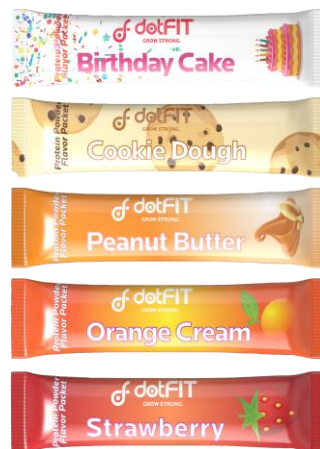 dotFIT
GROW STRONG.
Birthday Cake
Protein Powder
Flavor Packet
dotFIT
GROW STRONG.
Cookie Dough
Protein Powder
Flavor Packet
dotFIT
GROW STRONG.
Peanut Butter
Protein Powder
Flavor Packet
dotFIT
GROW STRONG.
Orange Cream
Protein Powder
Flavor Packet
dotFIT
GROW STRONG.
Strawberry
Protein Powder
Flavor Packet